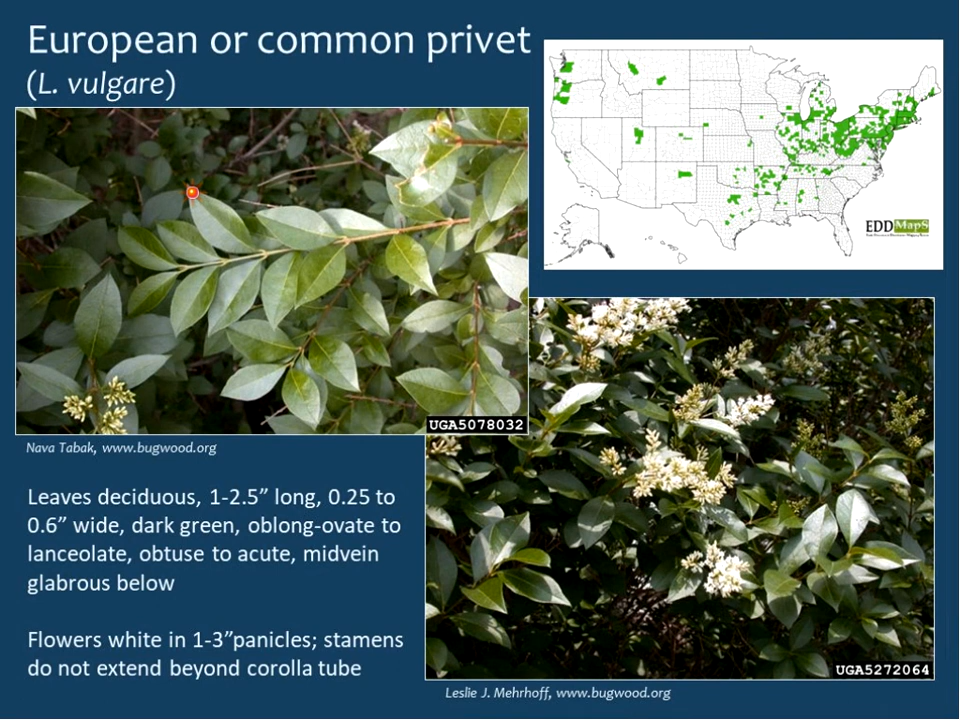 European or common privet
(L. vulgare)
EDDMapS
UGA5078032
Nava Tabak, www.bugwood.org
Leaves deciduous, 1-2.5” long, 0.25 to
0.6” wide, dark green, oblong-ovate to
lanceolate, obtuse to acute, midvein
glabrous below
Flowers white in 1-3”panicles; stamens
do not extend beyond corolla tube
UGA5272064
Leslie J. Mehrhoff, www.bugwood.org